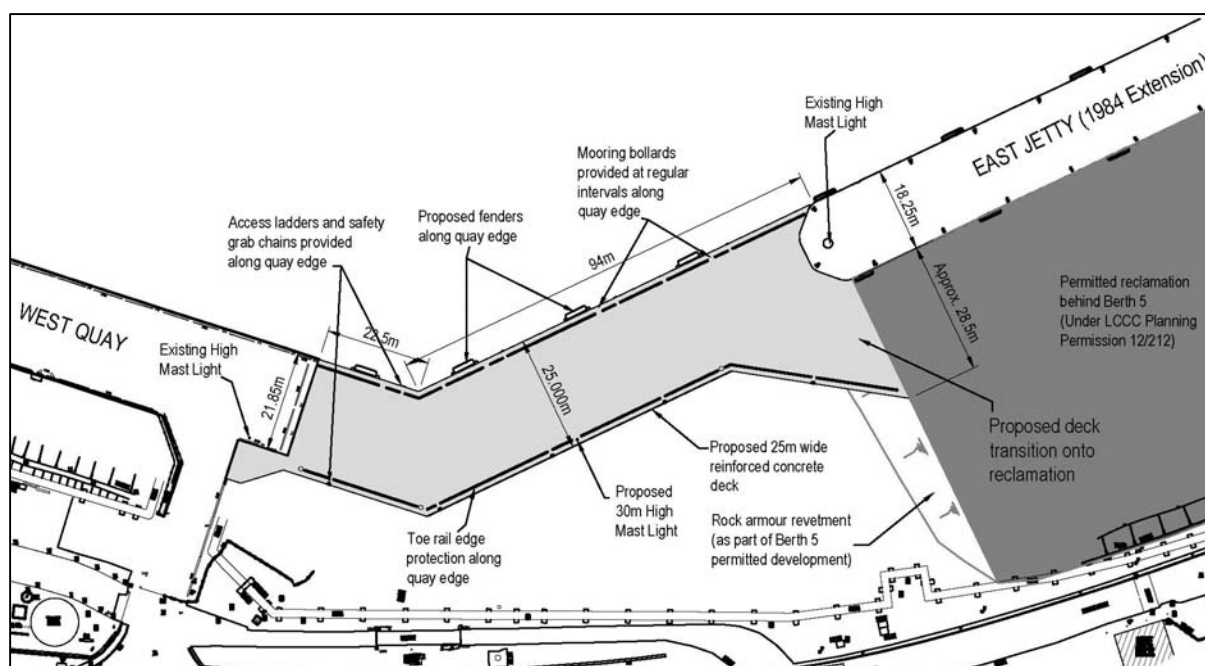 Existing High
Mast Light
EAST JETTY (1984 Extension)
Mooring bollards
provided at regular
intervals along
quay edge
18.25m
Access ladders and safety
grab chains provided
along quay edge
Proposed fenders
along quay edge
94m
Approx. 28.5m
Permitted reclamation
behind Berth 5
(Under LCCC Planning
Permission 12/212)
WEST QUAY
22.5m
Existing High
Mast Light
21.85m
25.000m
Proposed deck
transition onto
reclamation
Proposed 25m wide
reinforced concrete
deck
Proposed
30m High
Mast Light
Rock armour revetment
(as part of Berth 5
permitted development)
Toe rail edge
protection along
quay edge